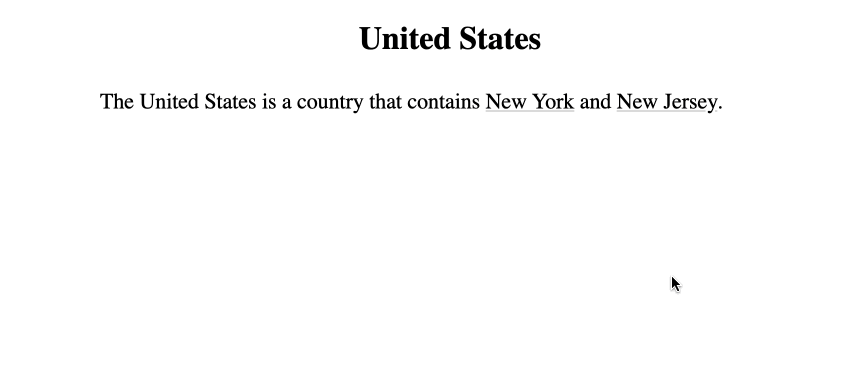 United States
The United States is a country that contains New York and New Jersey.